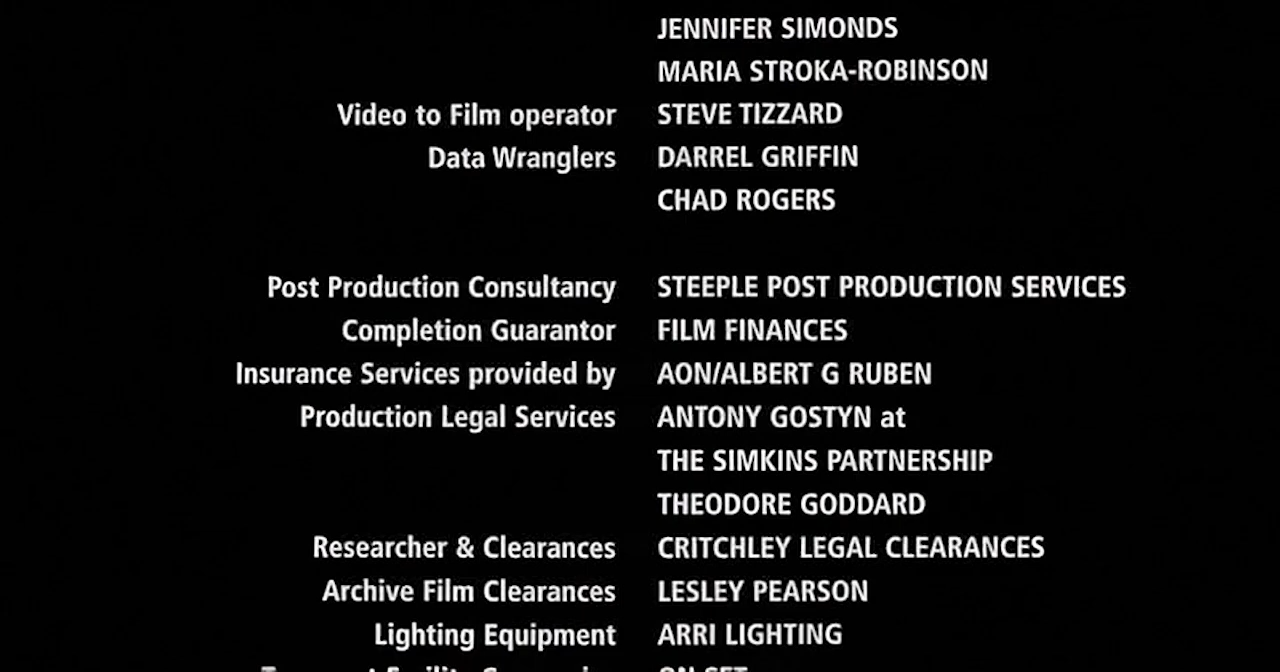 JENNIFER SIMONDS
MARIA STROKA-ROBINSON
Video to Film operator STEVE TIZZARD
Data Wranglers DARREL GRIFFIN
CHAD ROGERS
Post Production Consultancy STEEPLE POST PRODUCTION SERVICES
Completion Guarantor FILM FINANCES
Insurance Services provided by AON/ALBERT G RUBEN
Production Legal Services ANTONY GOSTYN at
THE SIMKINS PARTNERSHIP
THEODORE GODDARD
Researcher & Clearances CRITCHLEY LEGAL CLEARANCES
Archive Film Clearances LESLEY PEARSON
Lighting Equipment ARRI LIGHTING